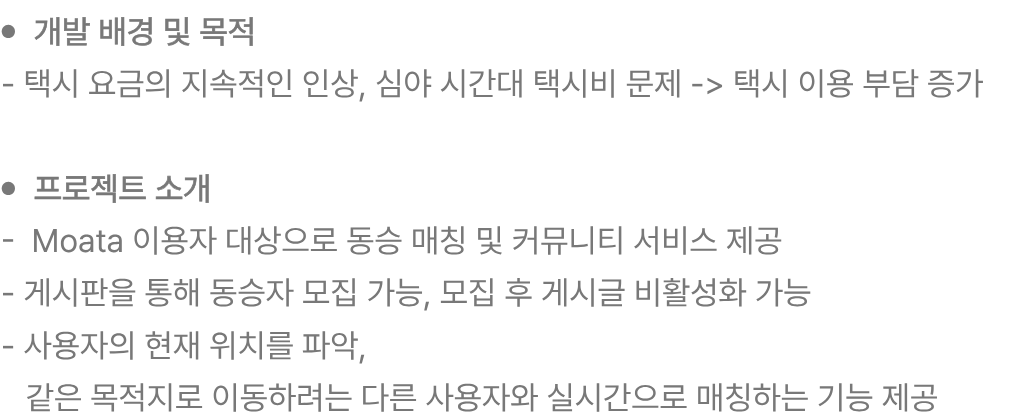 • 개발 배경 및 목적
- 택시 요금의 지속적인 인상, 심야 시간대 택시비 문제 -> 택시 이용 부담 증가
• 프로젝트 소개
- Moata 이용자 대상으로 동승 매칭 및 커뮤니티 서비스 제공
- 게시판을 통해 동승자 모집 가능, 모집 후 게시글 비활성화 가능
- 사용자의 현재 위치를 파악,
같은 목적지로 이동하려는 다른 사용자와 실시간으로 매칭하는 기능 제공